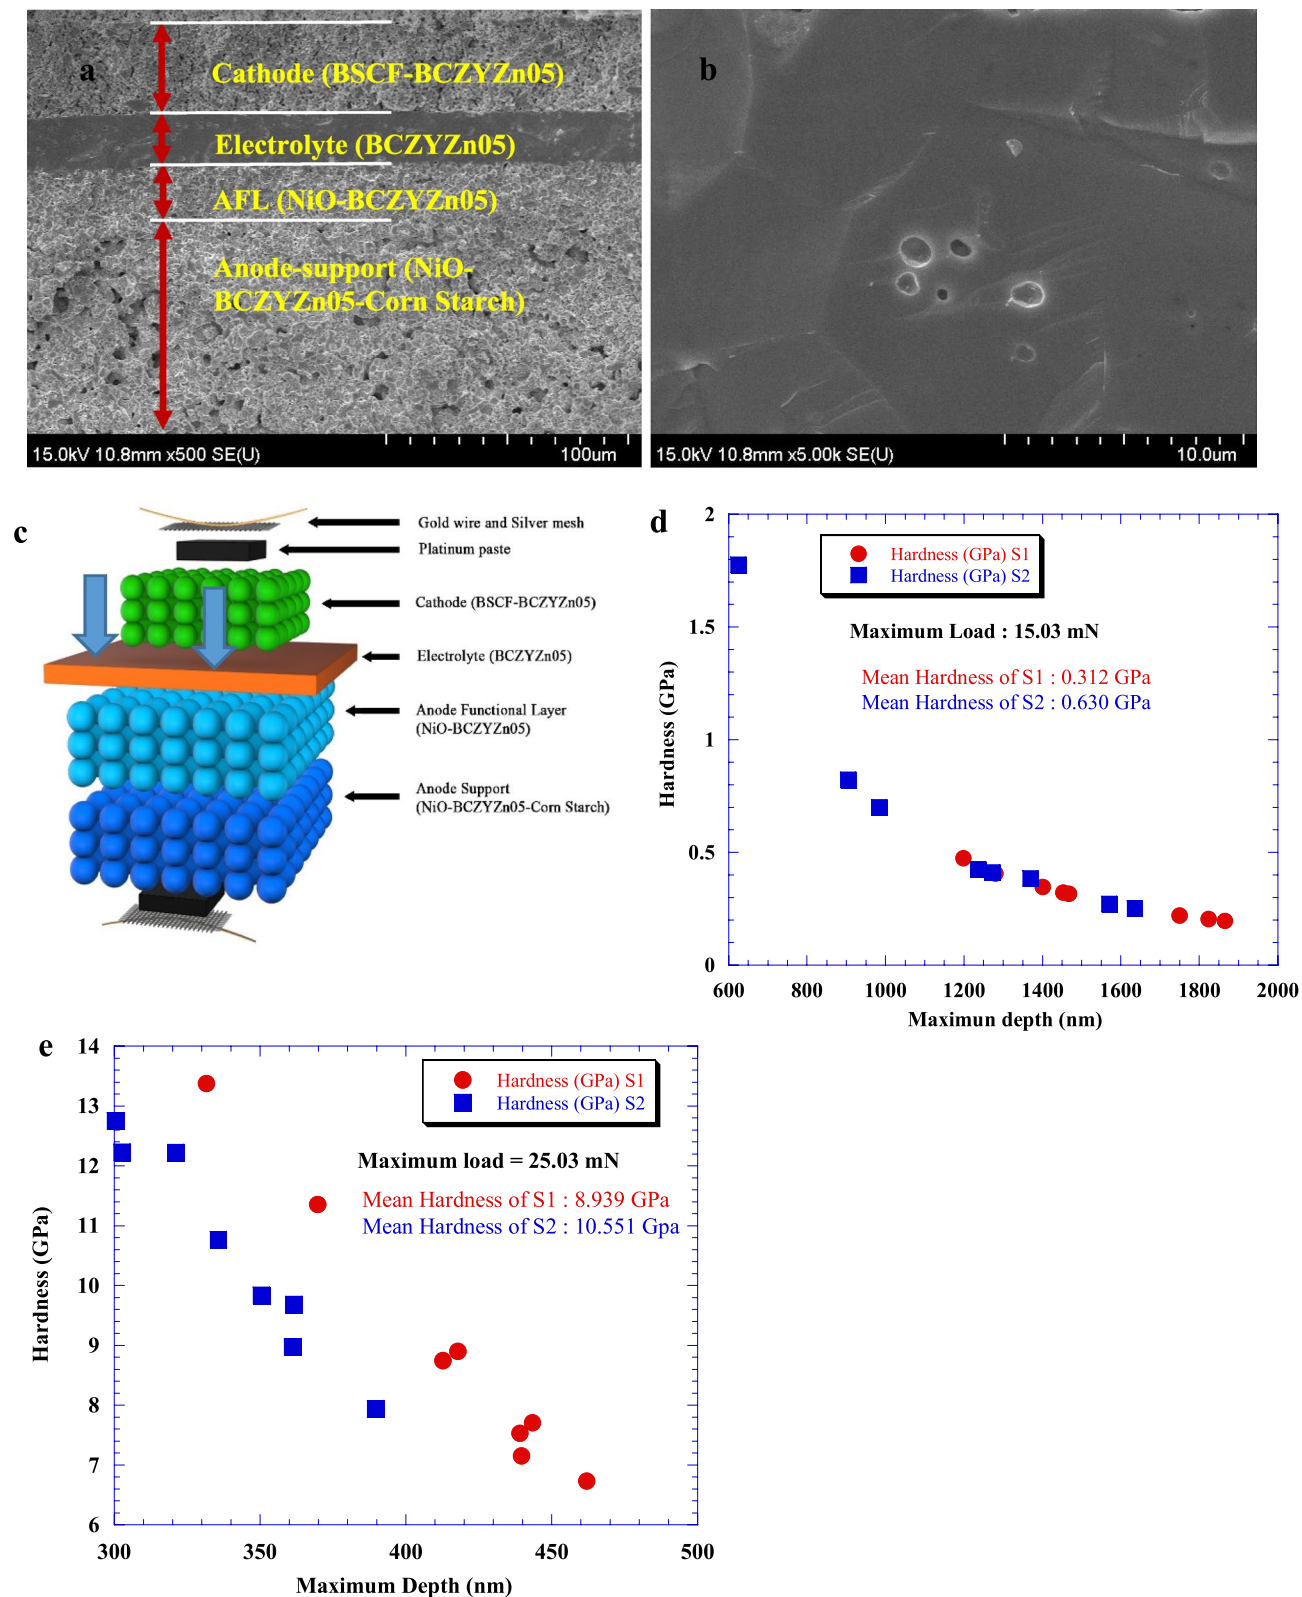 a
Cathode (BSCF-BCZYZn05)
Electrolyte (BCZYZn05)
AFL (NiO-BCZYZn05)
Anode-support (NiO-
BCZYZn05-Corn Starch)
15.0kV 10.8mm x500 SE(U)
100um
b
15.0kV 10.8mm x5.00k SE(U)
10.0um
c
Gold wire and Silver mesh
Platinum paste
Cathode (BSCF-BCZYZn05)
Electrolyte (BCZYZn05)
Anode Functional Layer
(NiO-BCZYZn05)
Anode Support
(NiO-BCZYZn05-Corn Starch)
d
Hardness (GPa)
2
1.5
1
0.5
0
Hardness (GPa) S1
Hardness (GPa) S2
Maximum Load : 15.03 mN
Mean Hardness of S1 : 0.312 GPa
Mean Hardness of S2 : 0.630 GPa
600 800 1000 1200 1400 1600 1800 2000
Maximun depth (nm)
e
Hardness (GPa)
14
13
12
11
10
9
8
7
6
Hardness (GPa) S1
Hardness (GPa) S2
Maximum load = 25.03 mN
Mean Hardness of S1 : 8.939 GPa
Mean Hardness of S2 : 10.551 Gpa
300 350 400 450 500
Maximum Depth (nm)